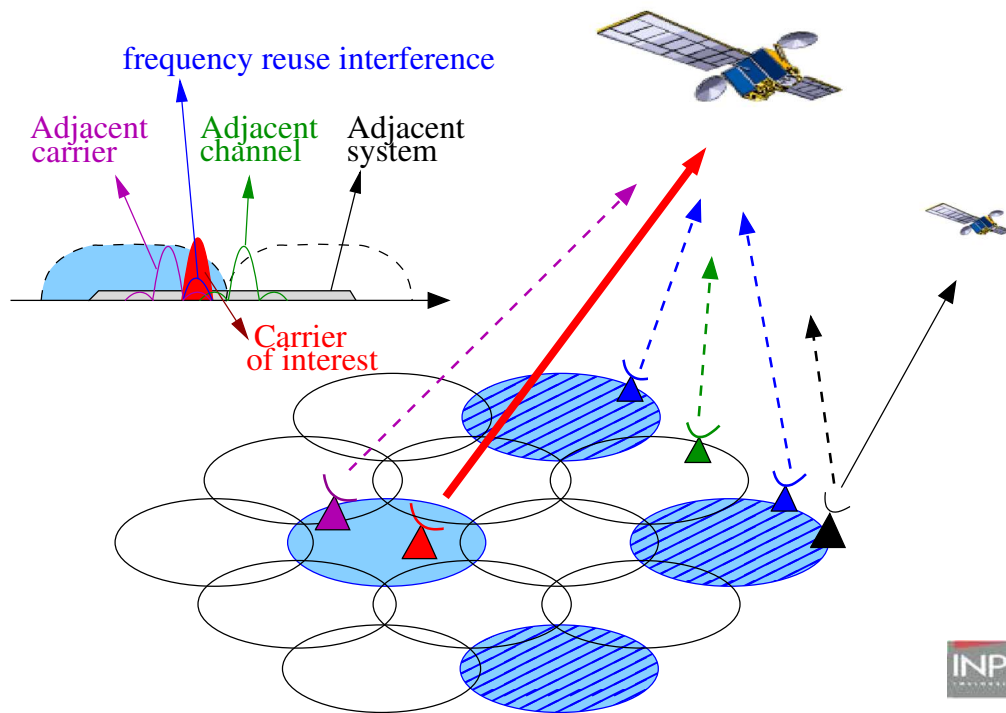 frequency reuse interference
Adjacent
carrier
Adjacent
channel
Adjacent
system
Carrier
of interest
INP